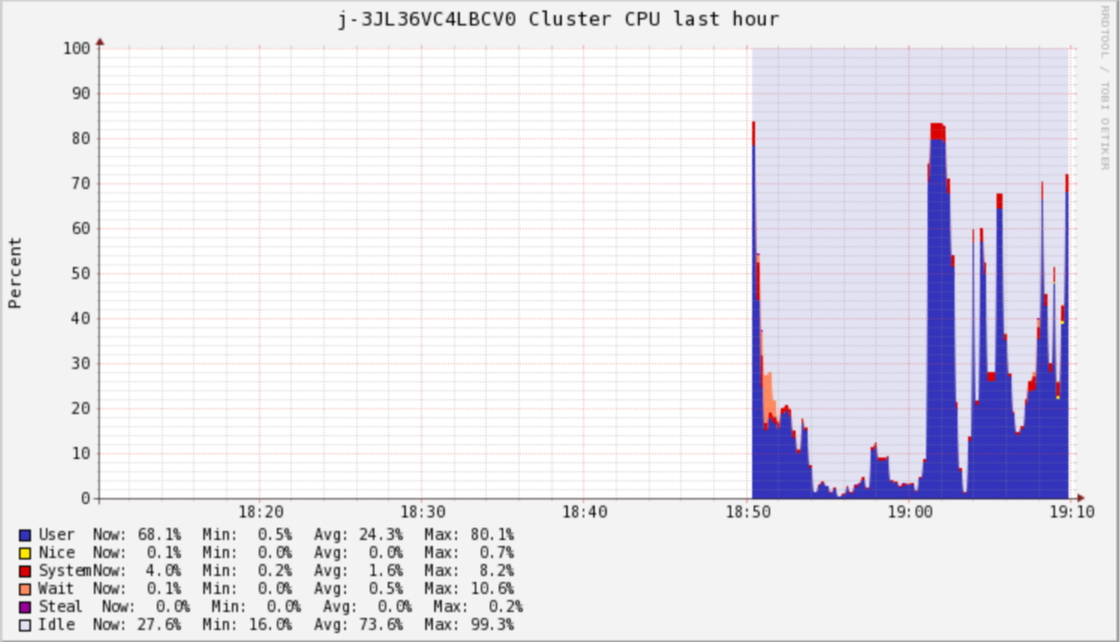 j-3JL36VC4LBCV0 Cluster CPU last hour
RRDTOOL / TOBI OETIKER
Percent
100
90
80
70
60
50
40
30
20
10
0
18:20 18:30 18:40 18:50 19:00 19:10
User Now: 68.1% Min: 0.5% Avg: 24.3% Max: 80.1%
Nice Now: 0.1% Min: 0.0% Avg: 0.0% Max: 0.7%
SystemNow: 4.0% Min: 0.2% Avg: 1.6% Max: 8.2%
Wait Now: 0.1% Min: 0.0% Avg: 0.5% Max: 10.6%
Steal Now: 0.0% Min: 0.0% Avg: 0.0% Max: 0.2%
Idle Now: 27.6% Min: 16.0% Avg: 73.6% Max: 99.3%